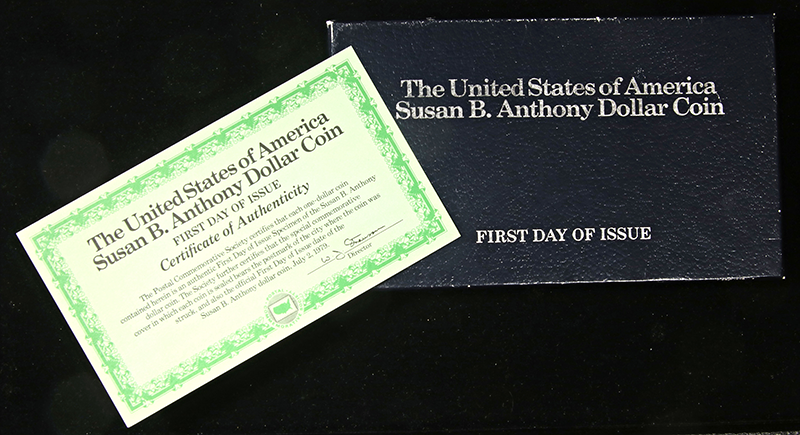 The United States of America
Susan B. Anthony Dollar Coin
FIRST DAY OF ISSUE
Certificate of Authenticity
The Postal Commemorative Society certifies that each one-dollar coin
contained herein is an authentic First Day of Issue Specimen of the Susan B. Anthony
dollar coin. The Society further certifies that the special commemorative
cover in which each coin is sealed bears the postmark of the city where the coin was
struck, and also the official First Day of Issue date of the
Susan B. Anthony dollar coin, July 2, 1979.
Director
The United States of America
Susan B. Anthony Dollar Coin
FIRST DAY OF ISSUE